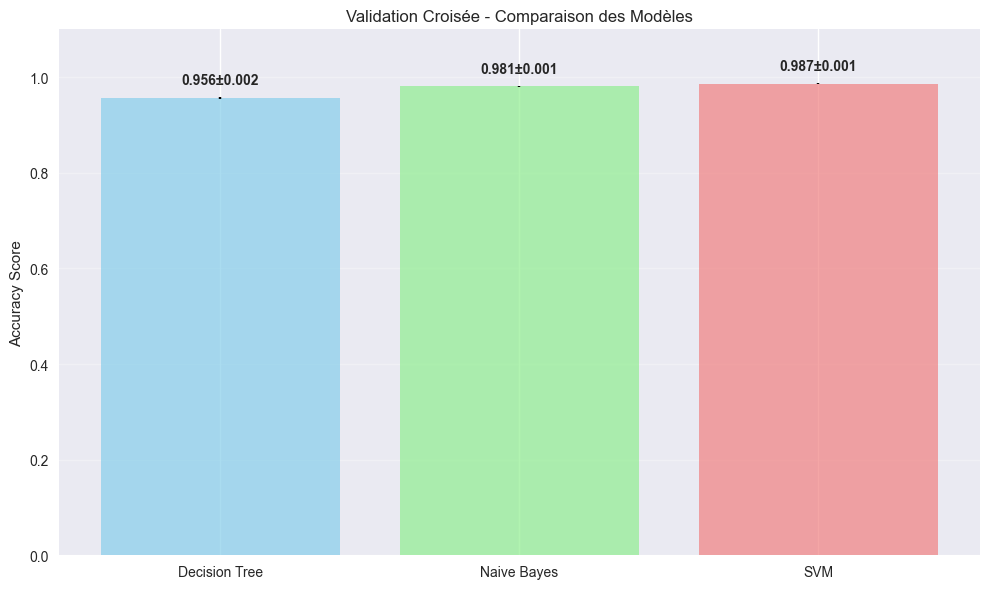 Validation Croisée - Comparaison des Modèles
0.956±0.002
0.981±0.001
0.987±0.001
Accuracy Score
1.0
0.8
0.6
0.4
0.2
0.0
Decision Tree
Naive Bayes
SVM